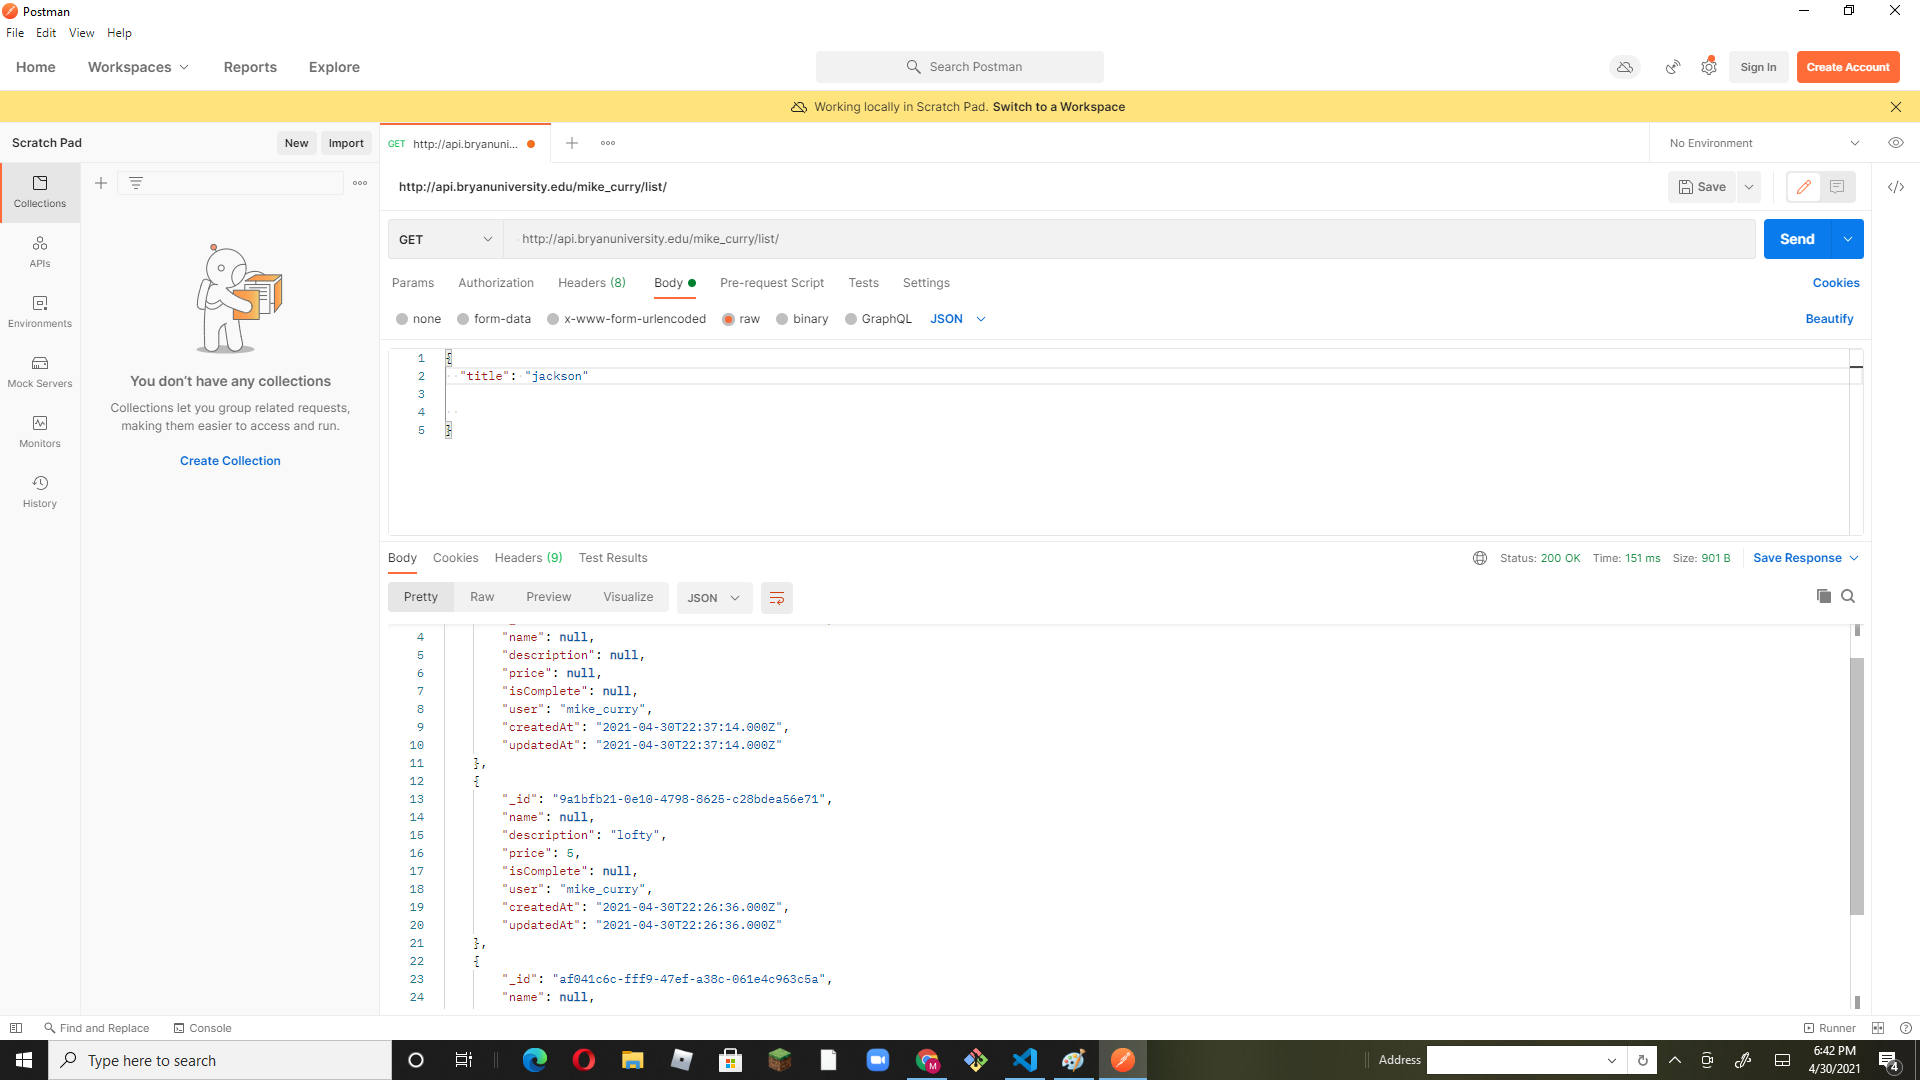 Postman
File Edit View Help
Home Workspaces Reports Explore Search Postman Sign In Create Account
Working locally in Scratch Pad. Switch to a Workspace
Scratch Pad New Import GET http://api.bryanuni... No Environment
http://api.bryanuniversity.edu/mike_curry/list/ Save
Collections
GET http://api.bryanuniversity.edu/mike_curry/list/ Send
APIs
Params Authorization Headers (8) Body Pre-request Script Tests Settings Cookies
none form-data x-www-form-urlencoded raw binary GraphQL JSON Beautify
Environments
Mock Servers
Monitors
History
You don't have any collections
Collections let you group related requests,
making them easier to access and run.
Create Collection
1 {
2 "title": "jackson"
3
4
5 }
Body Cookies Headers (9) Test Results Status: 200 OK Time: 151 ms Size: 901 B Save Response
Pretty Raw Preview Visualize JSON
4 "name": null,
5 "description": null,
6 "price": null,
7 "isComplete": null,
8 "user": "mike_curry",
9 "createdAt": "2021-04-30T22:37:14.000Z",
10 "updatedAt": "2021-04-30T22:37:14.000Z"
11 },
12 {
13 "_id": "9a1bfb21-0e10-4798-8625-c28bdea56e71",
14 "name": null,
15 "description": "lofty",
16 "price": 5,
17 "isComplete": null,
18 "user": "mike_curry",
19 "createdAt": "2021-04-30T22:26:36.000Z",
20 "updatedAt": "2021-04-30T22:26:36.000Z"
21 },
22 {
23 "_id": "af041c6c-fff9-47ef-a38c-061e4c963c5a",
24 "name": null,
Find and Replace Console Runner
Type here to search Address 6:42 PM
4/30/2021 4